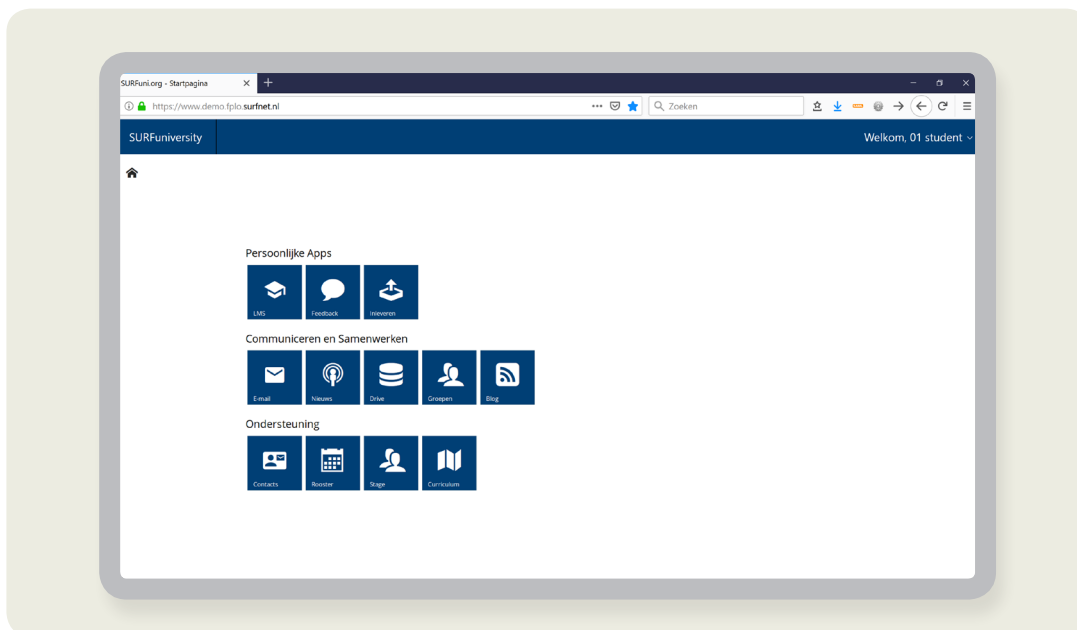 SURFuni.org - Startpagina
https://www.demo.fplo.surfnet.nl
Zoeken
SURFuniversity
Welkom, 01 student
Persoonlijke Apps
LMS Feedback Inleveren
Communiceren en Samenwerken
E-mail Nieuws Drive Groepen Blog
Ondersteuning
Contacts Rooster Stage Curriculum